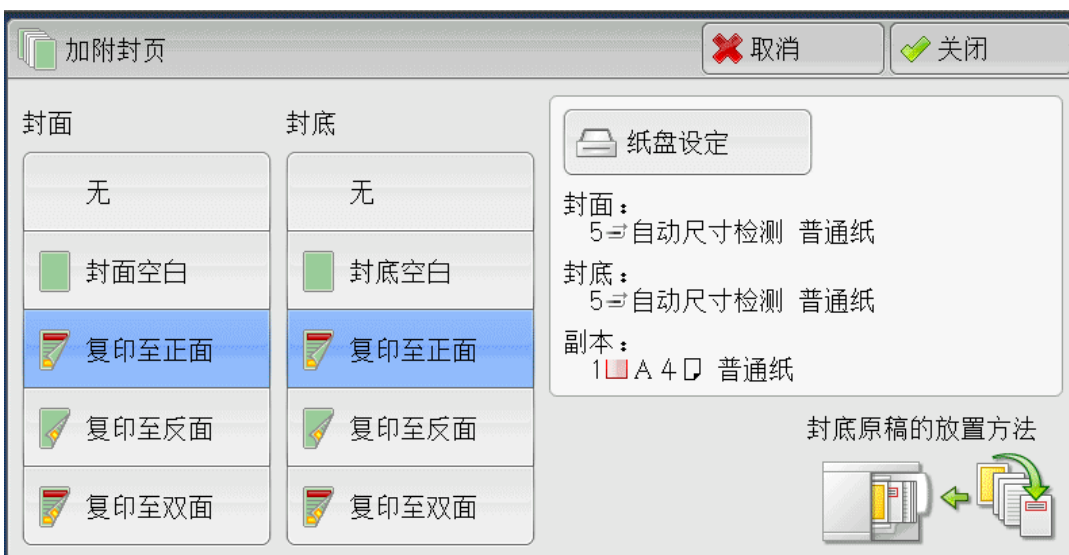 加附封页
取消
关闭
封面
无
封面空白
复印至正面
复印至反面
复印至双面
封底
无
封底空白
复印至正面
复印至反面
复印至双面
纸盘设定
封面：
5 自动尺寸检测 普通纸
封底：
5 自动尺寸检测 普通纸
副本：
1 A4 普通纸
封底原稿的放置方法